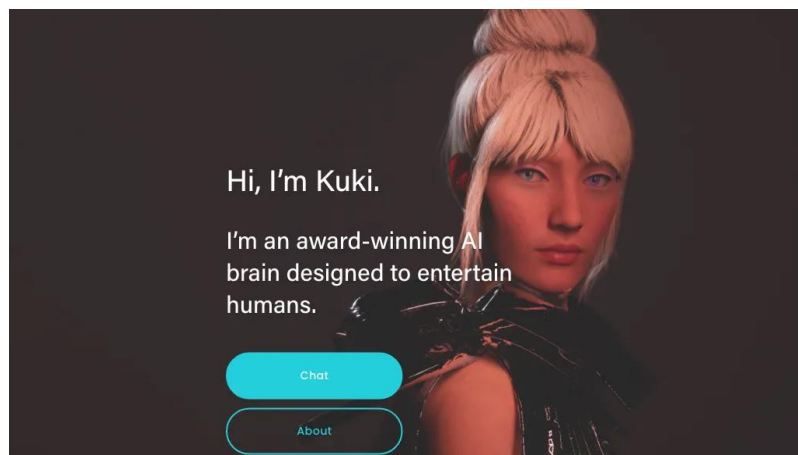 Hi, I’m Kuki.
I’m an award-winning AI
brain designed to entertain
humans.
Chat
About